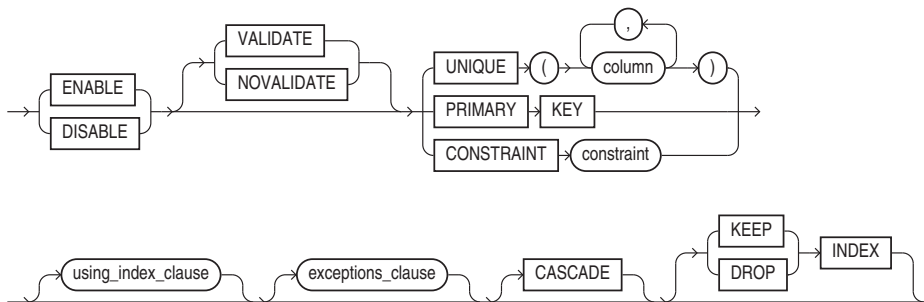 ,
VALIDATE
ENABLE NOVALIDATE UNIQUE ( column )
DISABLE PRIMARY KEY
CONSTRAINT constraint
KEEP
using_index_clause exceptions_clause CASCADE DROP INDEX